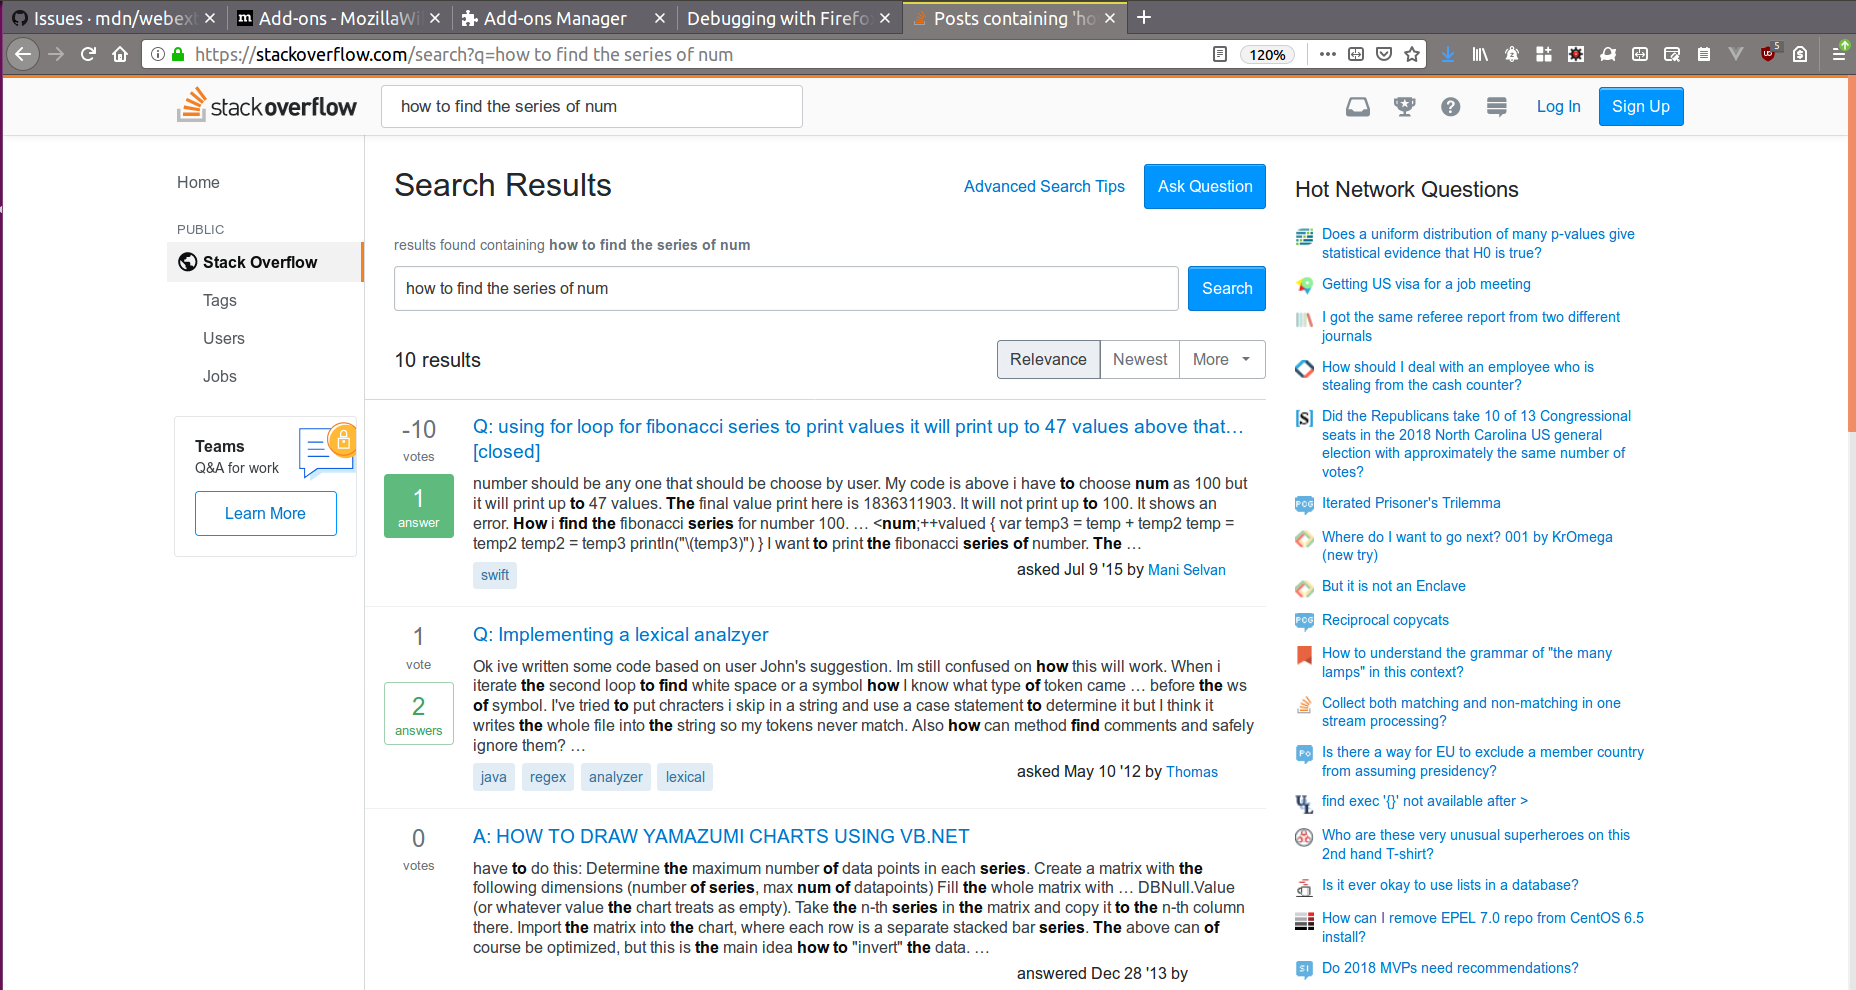 Issues · mdn/webext
Add-ons - MozillaWi
Add-ons Manager
Debugging with Firefo
Posts containing 'ho
https://stackoverflow.com/search?q=how to find the series of num
120%
5
stackoverflow
how to find the series of num
Log In
Sign Up
Home
PUBLIC
Stack Overflow
Tags
Users
Jobs
Teams
Q&A for work
Learn More
Search Results
Advanced Search Tips
Ask Question
results found containing how to find the series of num
how to find the series of num
Search
10 results
Relevance
Newest
More
-10
votes
1
answer
Q: using for loop for fibonacci series to print values it will print up to 47 values above that…
[closed]
number should be any one that should be choose by user. My code is above i have to choose num as 100 but
it will print up to 47 values. The final value print here is 1836311903. It will not print up to 100. It shows an
error. How i find the fibonacci series for number 100. … <num;++valued { var temp3 = temp + temp2 temp =
temp2 temp2 = temp3 println("\(temp3)") } I want to print the fibonacci series of number. The …
swift
asked Jul 9 '15 by Mani Selvan
1
vote
2
answers
Q: Implementing a lexical analzyer
Ok ive written some code based on user John's suggestion. Im still confused on how this will work. When i
iterate the second loop to find white space or a symbol how I know what type of token came … before the ws
of symbol. I've tried to put chracters i skip in a string and use a case statement to determine it but I think it
writes the whole file into the string so my tokens never match. Also how can method find comments and safely
ignore them? …
java
regex
analyzer
lexical
asked May 10 '12 by Thomas
0
votes
A: HOW TO DRAW YAMAZUMI CHARTS USING VB.NET
have to do this: Determine the maximum number of data points in each series. Create a matrix with the
following dimensions (number of series, max num of datapoints) Fill the whole matrix with … DBNull.Value
(or whatever value the chart treats as empty). Take the n-th series in the matrix and copy it to the n-th column
there. Import the matrix into the chart, where each row is a separate stacked bar series. The above can of
course be optimized, but this is the main idea how to "invert" the data. …
answered Dec 28 '13 by
Hot Network Questions
Does a uniform distribution of many p-values give
statistical evidence that H0 is true?
Getting US visa for a job meeting
I got the same referee report from two different
journals
How should I deal with an employee who is
stealing from the cash counter?
[S]
Did the Republicans take 10 of 13 Congressional
seats in the 2018 North Carolina US general
election with approximately the same number of
votes?
PCG
Iterated Prisoner's Trilemma
Where do I want to go next? 001 by KrOmega
(new try)
But it is not an Enclave
PCG
Reciprocal copycats
How to understand the grammar of "the many
lamps" in this context?
Collect both matching and non-matching in one
stream processing?
Po
Is there a way for EU to exclude a member country
from assuming presidency?
UL
find exec '{}' not available after >
Who are these very unusual superheroes on this
2nd hand T-shirt?
Is it ever okay to use lists in a database?
How can I remove EPEL 7.0 repo from CentOS 6.5
install?
SI
Do 2018 MVPs need recommendations?